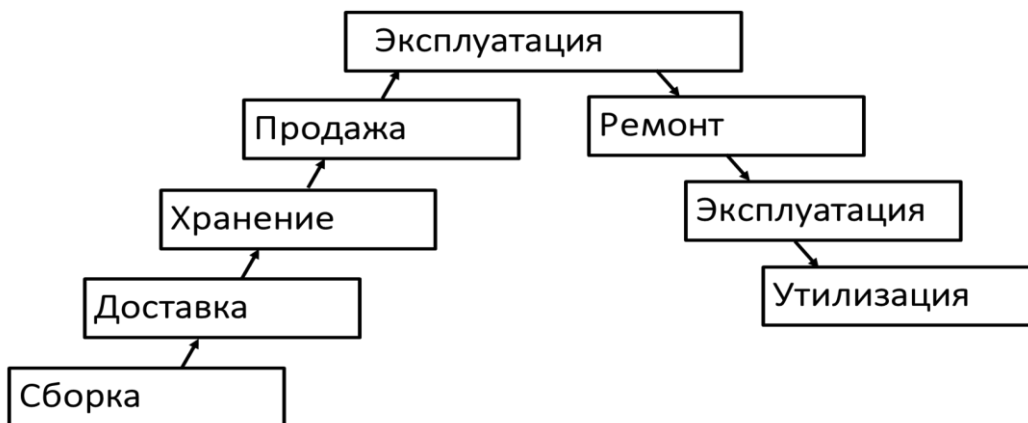 Эксплуатация
Продажа
Ремонт
Хранение
Эксплуатация
Доставка
Утилизация
Сборка